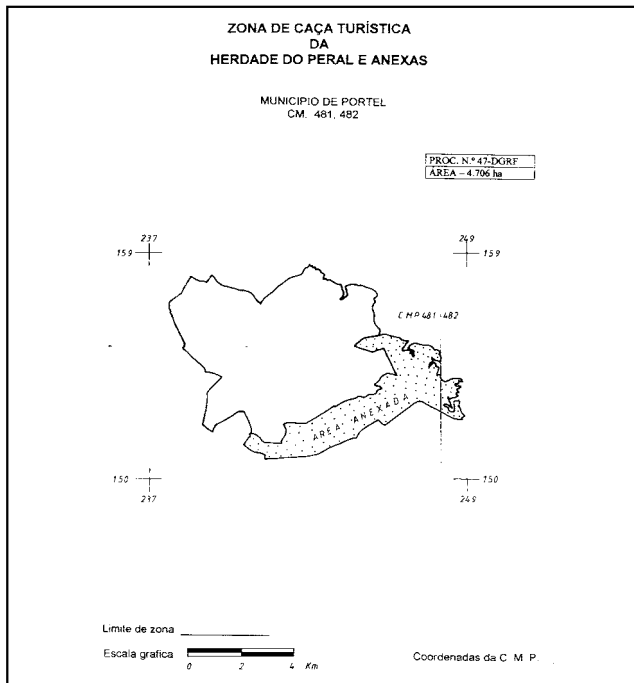 ZONA DE CAÇA TURÍSTICA
DA
HERDADE DO PERAL E ANEXAS
MUNICIPIO DE PORTEL
CM. 481, 482
PROC. N.º 47-DGRF
ÁREA – 4.706 ha
237
249
159
159
C M P 481 482
ÁREA ANEXADA
150
150
237
249
Limite de zona
Escala grafica
0 2 4 Km
Coordenadas da C M P.